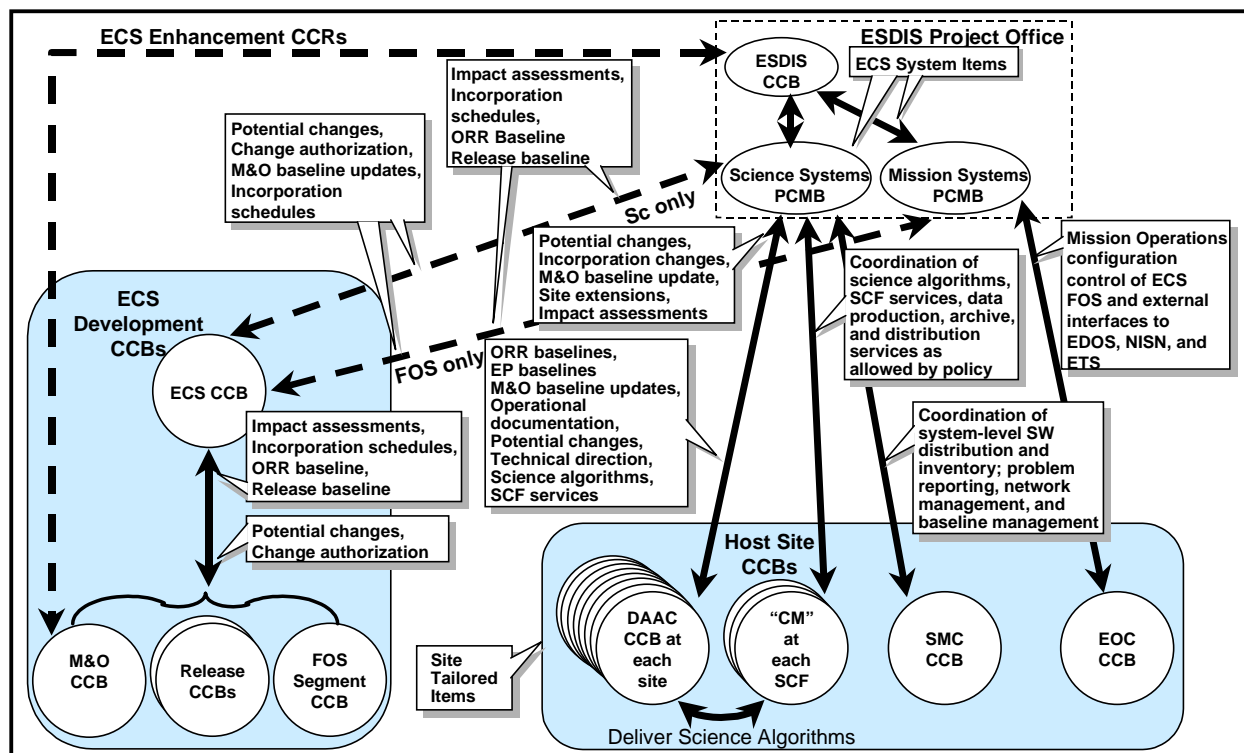 ECS Enhancement CCRs
ESDIS Project Office
ESDIS
CCB
ECS System Items
Impact assessments,
Incorporation
schedules,
ORR Baseline
Release baseline
Potential changes,
Change authorization,
M&O baseline updates,
Incorporation
schedules
Science Systems
PCMB
Mission Systems
PCMB
Sc only
FOS only
Potential changes,
Incorporation changes,
M&O baseline update,
Site extensions,
Impact assessments
Coordination of
science algorithms,
SCF services, data
production, archive,
and distribution
services as
allowed by policy
Mission Operations
configuration
control of ECS
FOS and external
interfaces to
EDOS, NISN, and
ETS
ECS
Development
CCBs
ECS CCB
ORR baselines,
EP baselines
M&O baseline updates,
Operational
documentation,
Potential changes,
Technical direction,
Science algorithms,
SCF services
Impact assessments,
Incorporation schedules,
ORR baseline,
Release baseline
Coordination of
system-level SW
distribution and
inventory; problem
reporting, network
management, and
baseline management
Potential changes,
Change authorization
Host Site
CCBs
M&O
CCB
Release
CCBs
FOS
Segment
CCB
Site
Tailored
Items
DAAC
CCB at
each
site
“CM” at
each
SCF
SMC
CCB
EOC
CCB
Deliver Science Algorithms